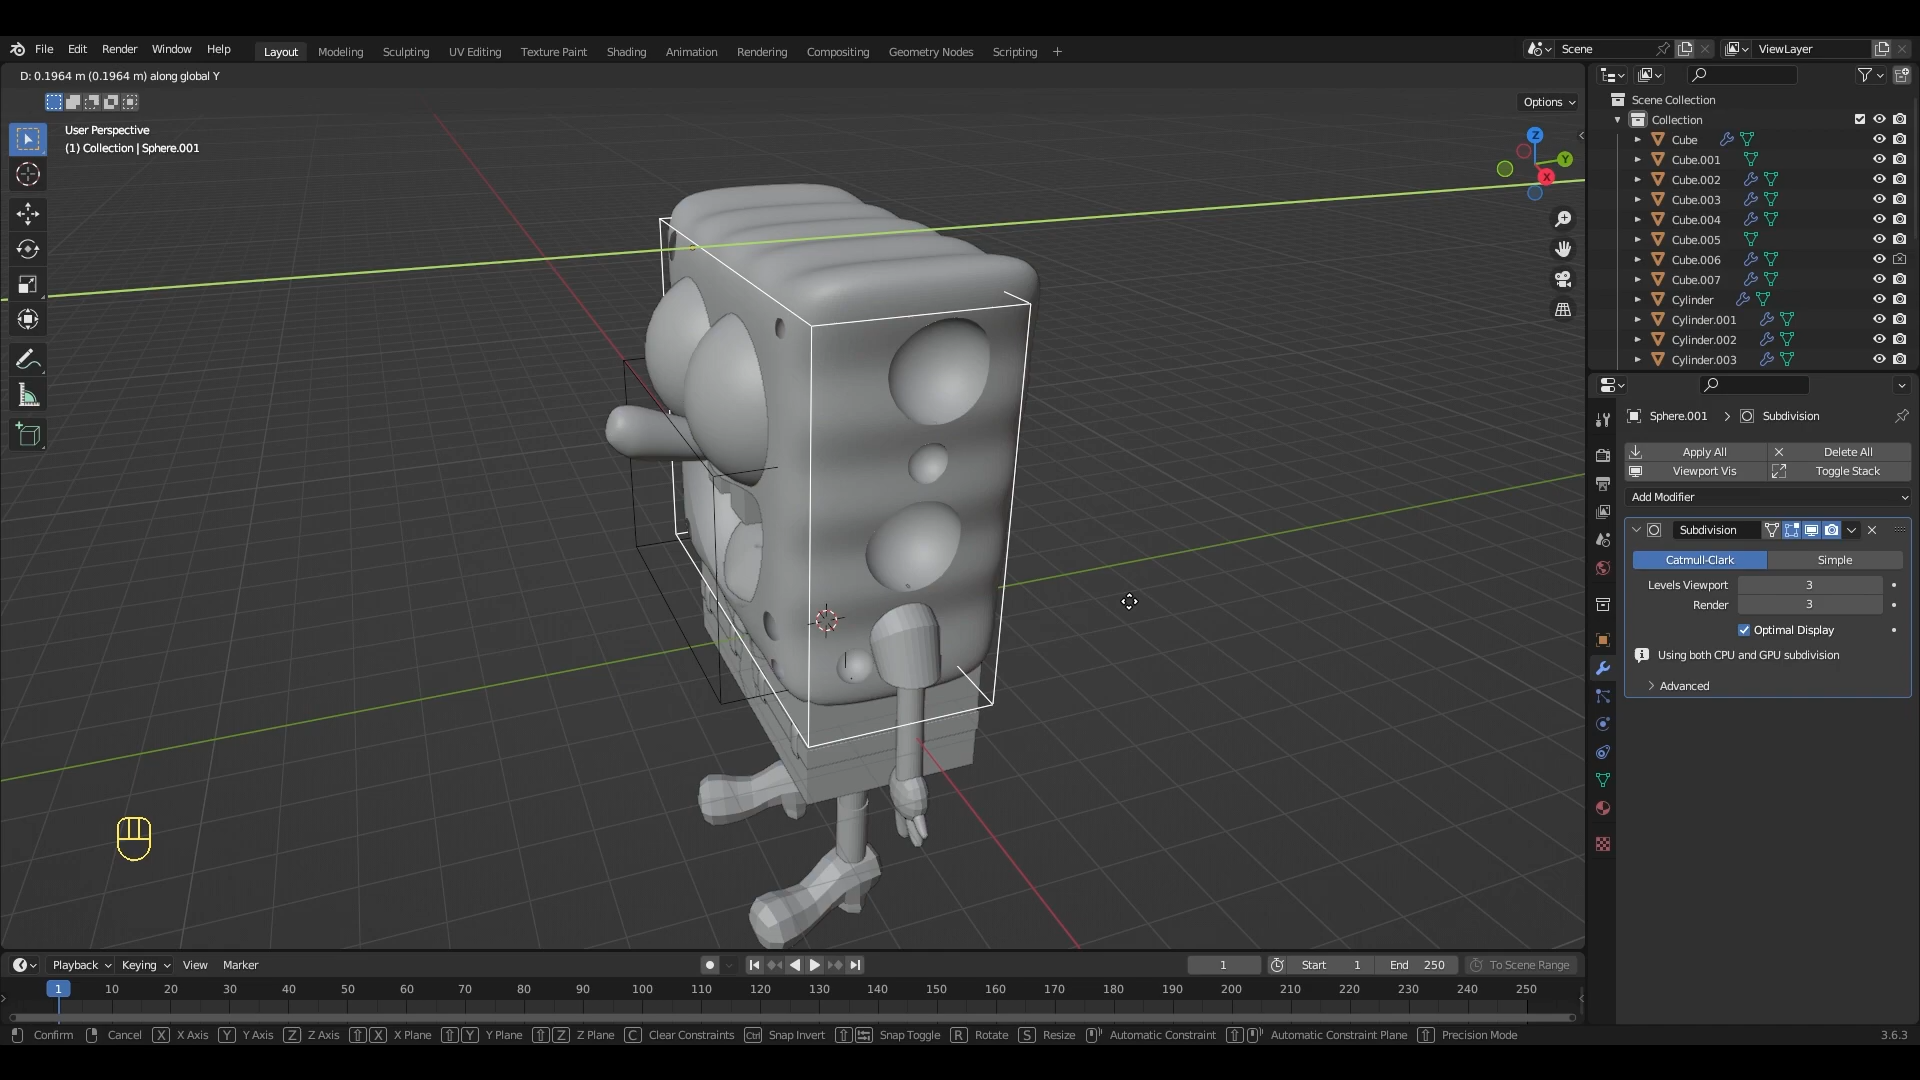 File Edit Render Window Help Layout Modeling Sculpting UV Editing Texture Paint Shading Animation Rendering Compositing Geometry Nodes Scripting + Scene ViewLayer
D: 0.1964 m (0.1964 m) along global Y
Options
User Perspective
(1) Collection | Sphere.001
Z
Y
X
Scene Collection
Collection
Cube
Cube.001
Cube.002
Cube.003
Cube.004
Cube.005
Cube.006
Cube.007
Cylinder
Cylinder.001
Cylinder.002
Cylinder.003
Sphere.001 > Subdivision
Apply All Delete All
Viewport Vis Toggle Stack
Add Modifier
Subdivision
Catmull-Clark Simple
Levels Viewport 3
Render 3
Optimal Display
Using both CPU and GPU subdivision
Advanced
Playback Keying View Marker 1 Start 1 End 250 To Scene Range
1 10 20 30 40 50 60 70 80 90 100 110 120 130 140 150 160 170 180 190 200 210 220 230 240 250
Confirm Cancel X X Axis Y Y Axis Z Z Axis X X Plane Y Y Plane Z Z Plane C Clear Constraints Ctrl Snap Invert Snap Toggle R Rotate S Resize Automatic Constraint Automatic Constraint Plane Precision Mode 3.6.3